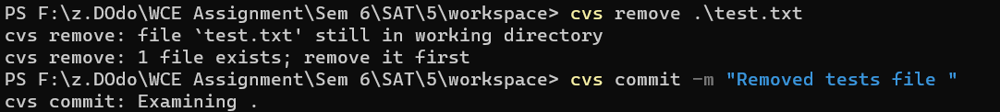 PS F:\z.DOdo\WCE Assignment\Sem 6\SAT\5\workspace> cvs remove .\test.txt
cvs remove: file `test.txt' still in working directory
cvs remove: 1 file exists; remove it first
PS F:\z.DOdo\WCE Assignment\Sem 6\SAT\5\workspace> cvs commit -m "Removed tests file "
cvs commit: Examining .